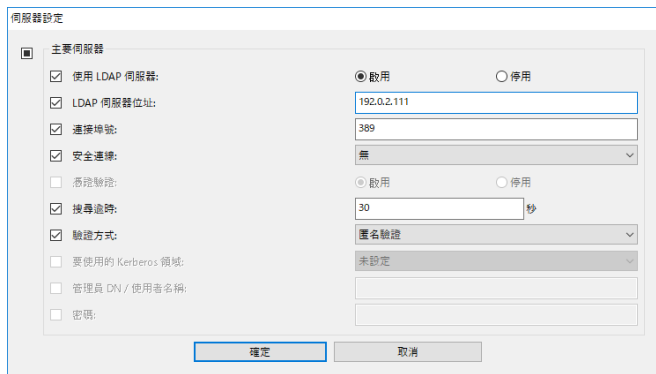 伺服器設定
主要伺服器
使用 LDAP 伺服器: 啟用 停用
LDAP 伺服器位址: 192.0.2.111
連接埠號: 389
安全連線: 無
憑證驗證: 啟用 停用
搜尋逾時: 30 秒
驗證方式: 匿名驗證
要使用的 Kerberos 領域: 未設定
管理員 DN / 使用者名稱:
密碼:
確定 取消